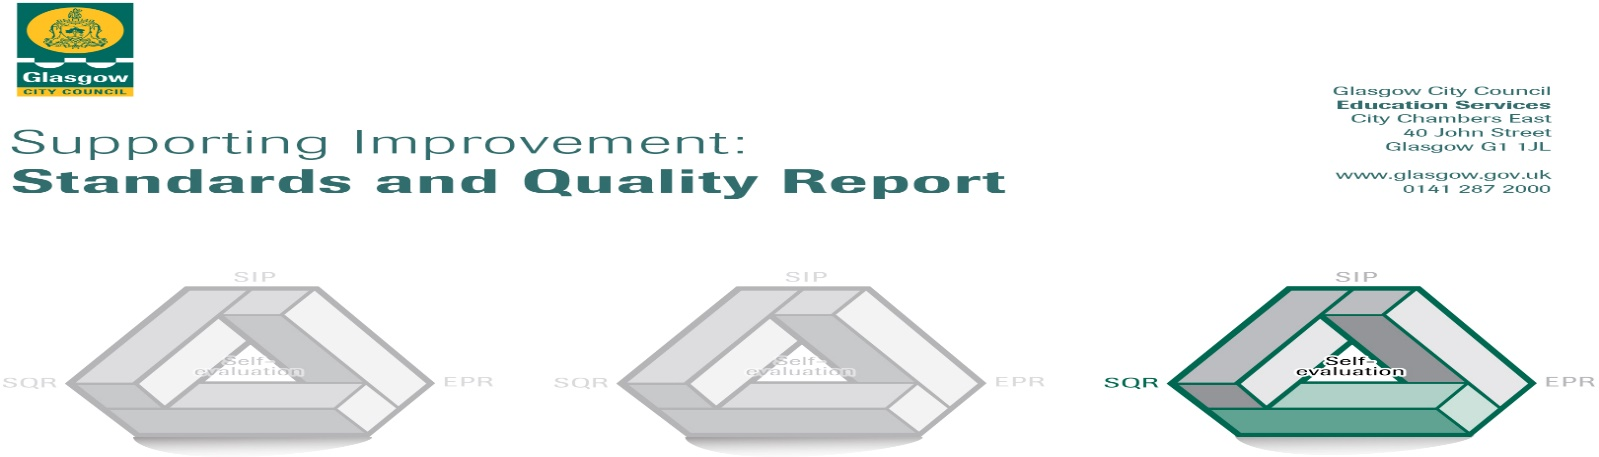 Glasgow
CITY COUNCIL
Supporting Improvement:
Standards and Quality Report
Glasgow City Council
Education Services
City Chambers East
40 John Street
Glasgow G1 1JL
www.glasgow.gov.uk
0141 287 2000
SIP
SQR
Self-
evaluation
EPR
SIP
SQR
Self-
evaluation
EPR
SIP
SQR
Self-
evaluation
EPR